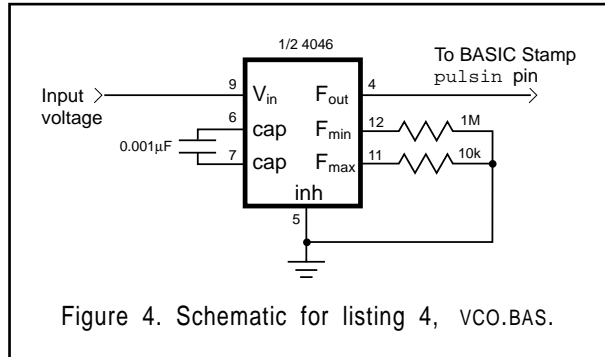 1/2 4046
To BASIC Stamp
pulsin pin
Input
voltage
9
Vin
Fout
4
6
cap
Fmin
12
1M
0.001µF
7
cap
Fmax
11
10k
inh
5
Figure 4. Schematic for listing 4, VCO.BAS.